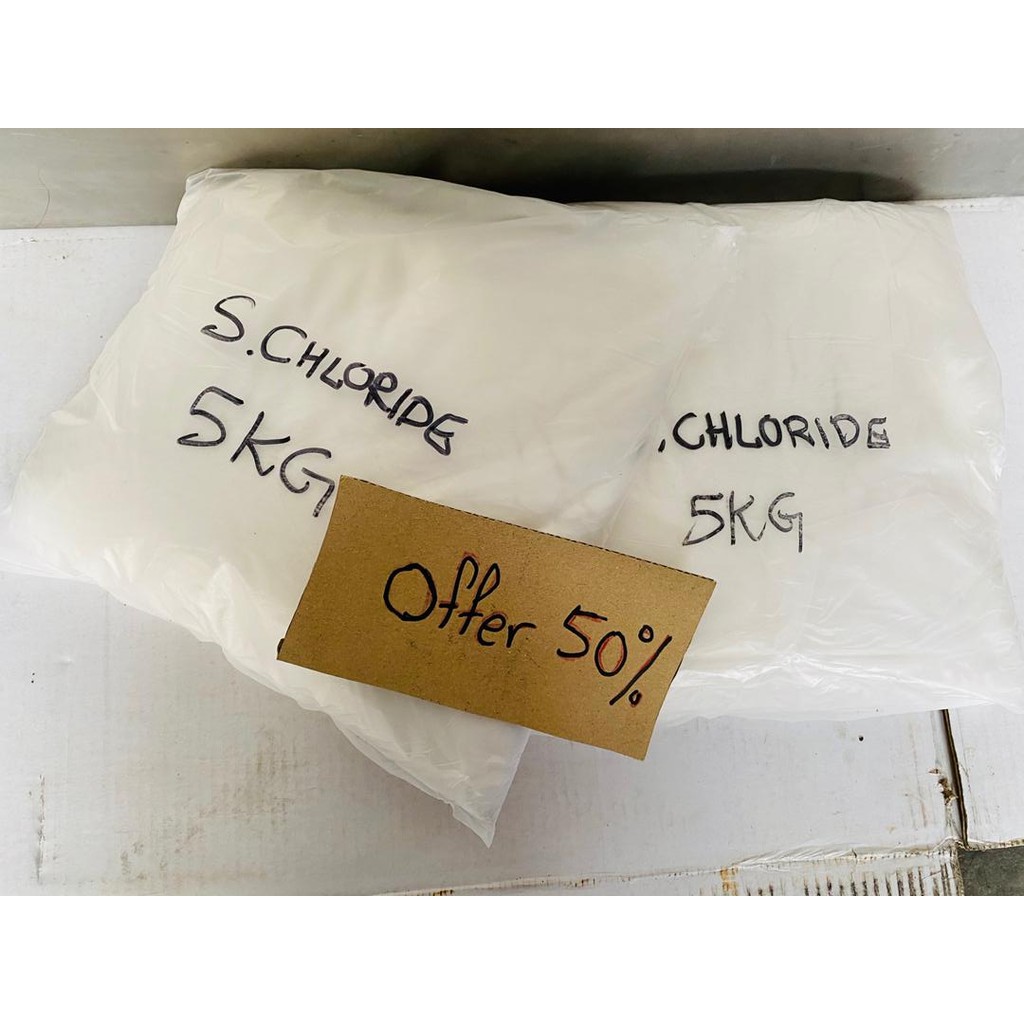 S.CHLORIDE
5KG
.CHLORIDE
5KG
Offer 50%